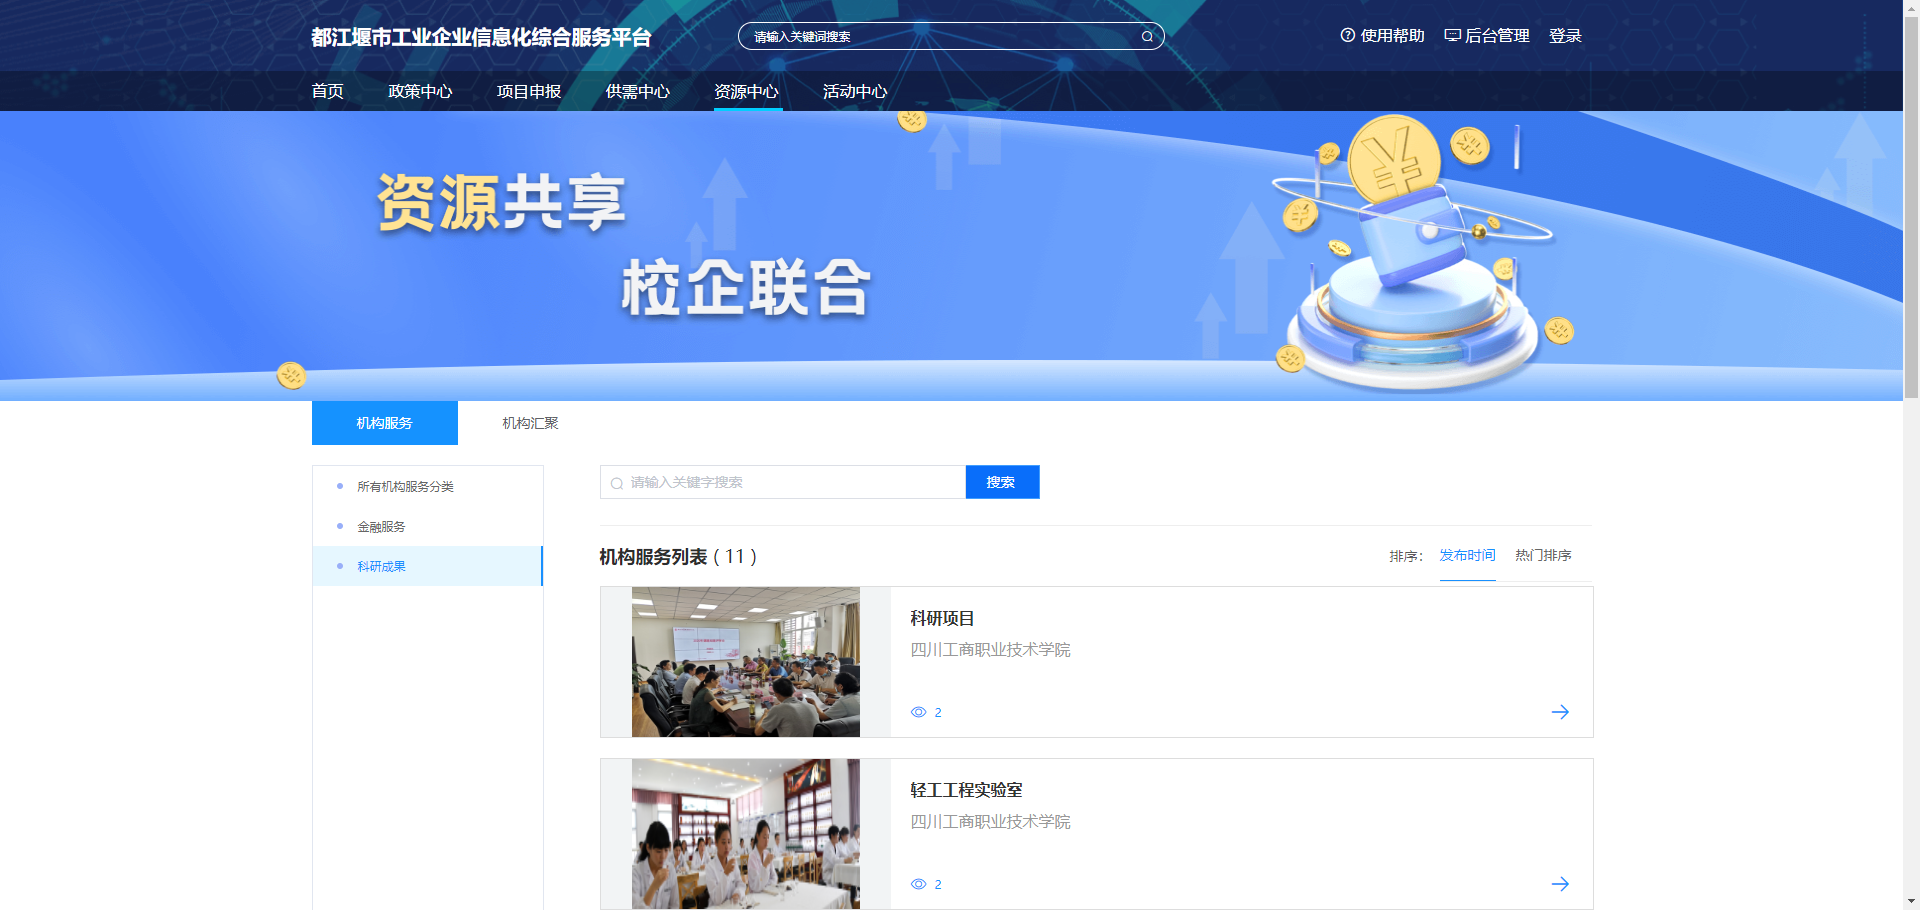 都江堰市工业企业信息化综合服务平台
请输入关键词搜索
使用帮助 后台管理 登录
首页 政策中心 项目申报 供需中心 资源中心 活动中心
资源共享
校企联合
机构服务 机构汇聚
所有机构服务分类
金融服务
科研成果
请输入关键字搜索 搜索
机构服务列表 ( 11 )
排序： 发布时间 热门排序
科研项目
四川工商职业技术学院
2
轻工工程实验室
四川工商职业技术学院
2